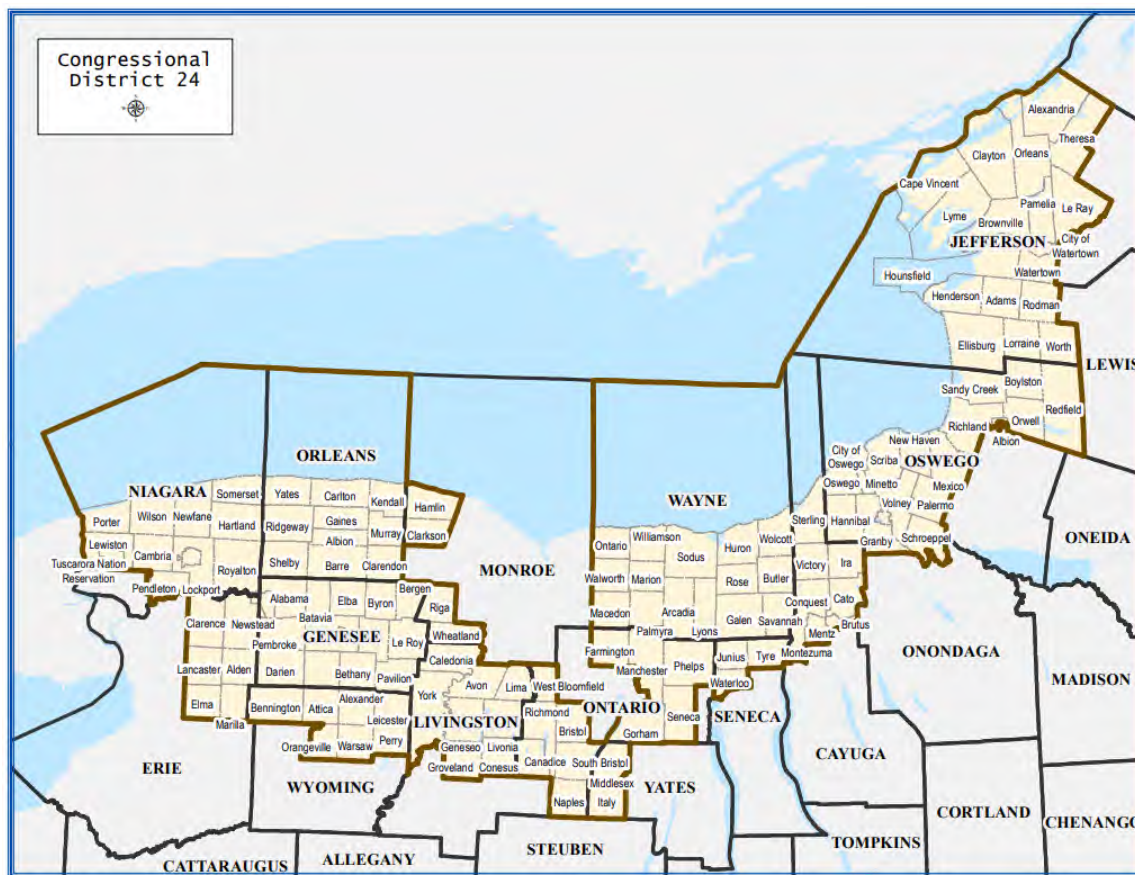 Congressional
District 24
Alexandria
Theresa
Clayton
Orleans
Cape Vincent
Pamelia
Le Ray
Lyme
Brownville
JEFFERSON
City of
Watertown
Hounsfield
Watertown
Henderson
Adams
Rodman
Ellisburg
Lorraine
Worth
LEWIS
Sandy Creek
Boylston
Redfield
Richland
Orwell
Albion
New Haven
City of
Oswego
Scriba
OSWEGO
Oswego
Minetto
Mexico
Volney
Palermo
Sterling
Hannibal
Granby
Schroeppel
ONEIDA
ORLEANS
NIAGARA
Somerset
Yates
Carlton
Kendall
Hamlin
Porter
Wilson
Newfane
Hartland
Ridgeway
Gaines
Murray
Clarkson
Lewiston
Cambria
Albion
Tuscarora Nation
Reservation
Royalton
Shelby
Barre
Clarendon
Pendleton
Lockport
MONROE
WAYNE
Ontario
Williamson
Sodus
Huron
Wolcott
Victory
Ira
Walworth
Marion
Rose
Butler
Conquest
Cato
Macedon
Arcadia
Galen
Savannah
Mentz
Brutus
Palmyra
Lyons
Montezuma
Bergen
Alabama
Elba
Byron
Riga
Clarence
Newstead
Batavia
GENESEE
Le Roy
Wheatland
Pembroke
Caledonia
Farmington
Manchester
Phelps
Junius
Tyre
Waterloo
ONONDAGA
MADISON
Lancaster
Alden
Darien
Bethany
Pavilion
York
Avon
Lima
West Bloomfield
Elma
Marilla
Bennington
Attica
Alexander
Leicester
LIVINGSTON
Richmond
ONTARIO
Seneca
SENECA
Bristol
Gorham
Orangeville
Warsaw
Perry
Geneseo
Livonia
Groveland
Conesus
Canadice
South Bristol
CAYUGA
ERIE
WYOMING
Middlesex
YATES
Naples
Italy
CORTLAND
CHENANGO
TOMPKINS
STEUBEN
ALLEGANY
CATTARAUGUS